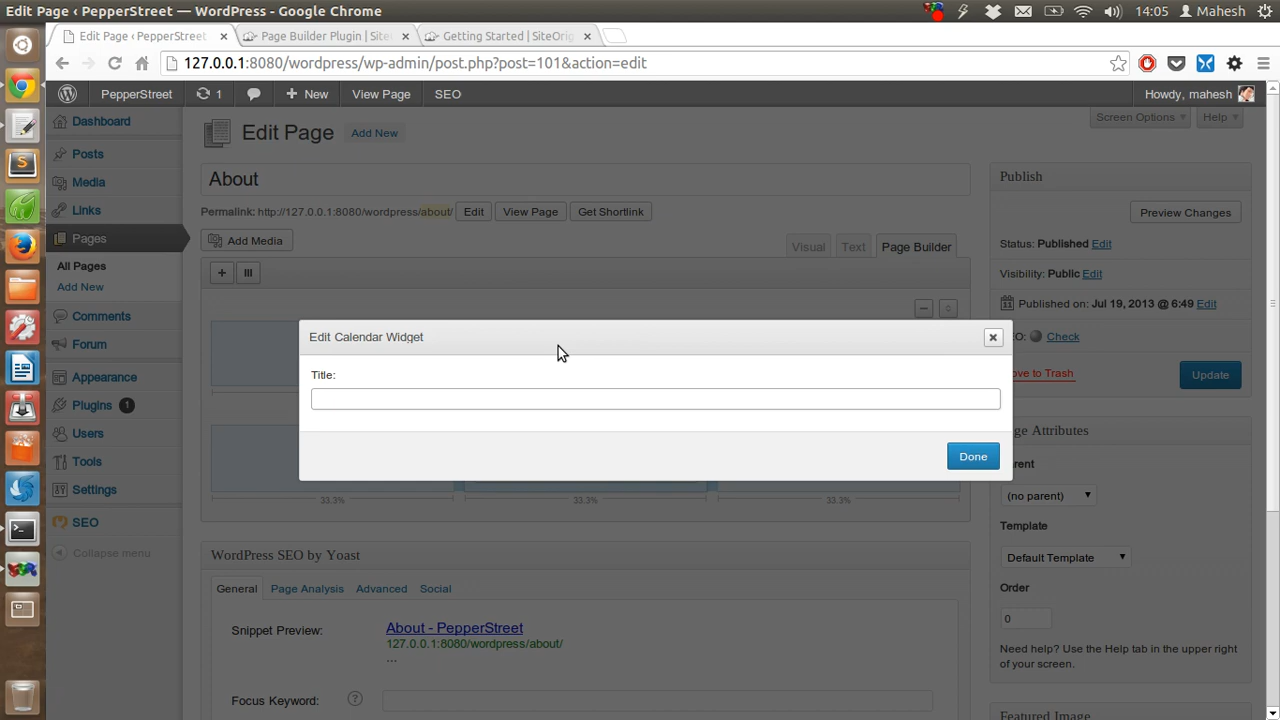 Edit Page ‹ PepperStreet — WordPress - Google Chrome
14:05 Mahesh
Edit Page ‹ PepperStreet
Page Builder Plugin | Site
Getting Started | SiteOrig
127.0.0.1:8080/wordpress/wp-admin/post.php?post=101&action=edit
PepperStreet 1 New View Page SEO
Howdy, mahesh
Dashboard
Posts
Media
Links
Pages
All Pages
Add New
Comments
Forum
Appearance
Plugins 1
Users
Tools
Settings
SEO
Collapse menu
Screen Options Help
Edit Page Add New
About
Permalink: http://127.0.0.1:8080/wordpress/about/ Edit View Page Get Shortlink
Add Media
Visual Text Page Builder
Edit Calendar Widget
Title:
Done
33.3% 33.3% 33.3%
WordPress SEO by Yoast
General Page Analysis Advanced Social
Snippet Preview:
About - PepperStreet
127.0.0.1:8080/wordpress/about/
...
Focus Keyword: ?
Publish
Preview Changes
Status: Published Edit
Visibility: Public Edit
Published on: Jul 19, 2013 @ 6:49 Edit
Check
to Trash
Update
Attributes
(no parent)
Template
Default Template
Order
0
Need help? Use the Help tab in the upper right
of your screen.
Featured Image